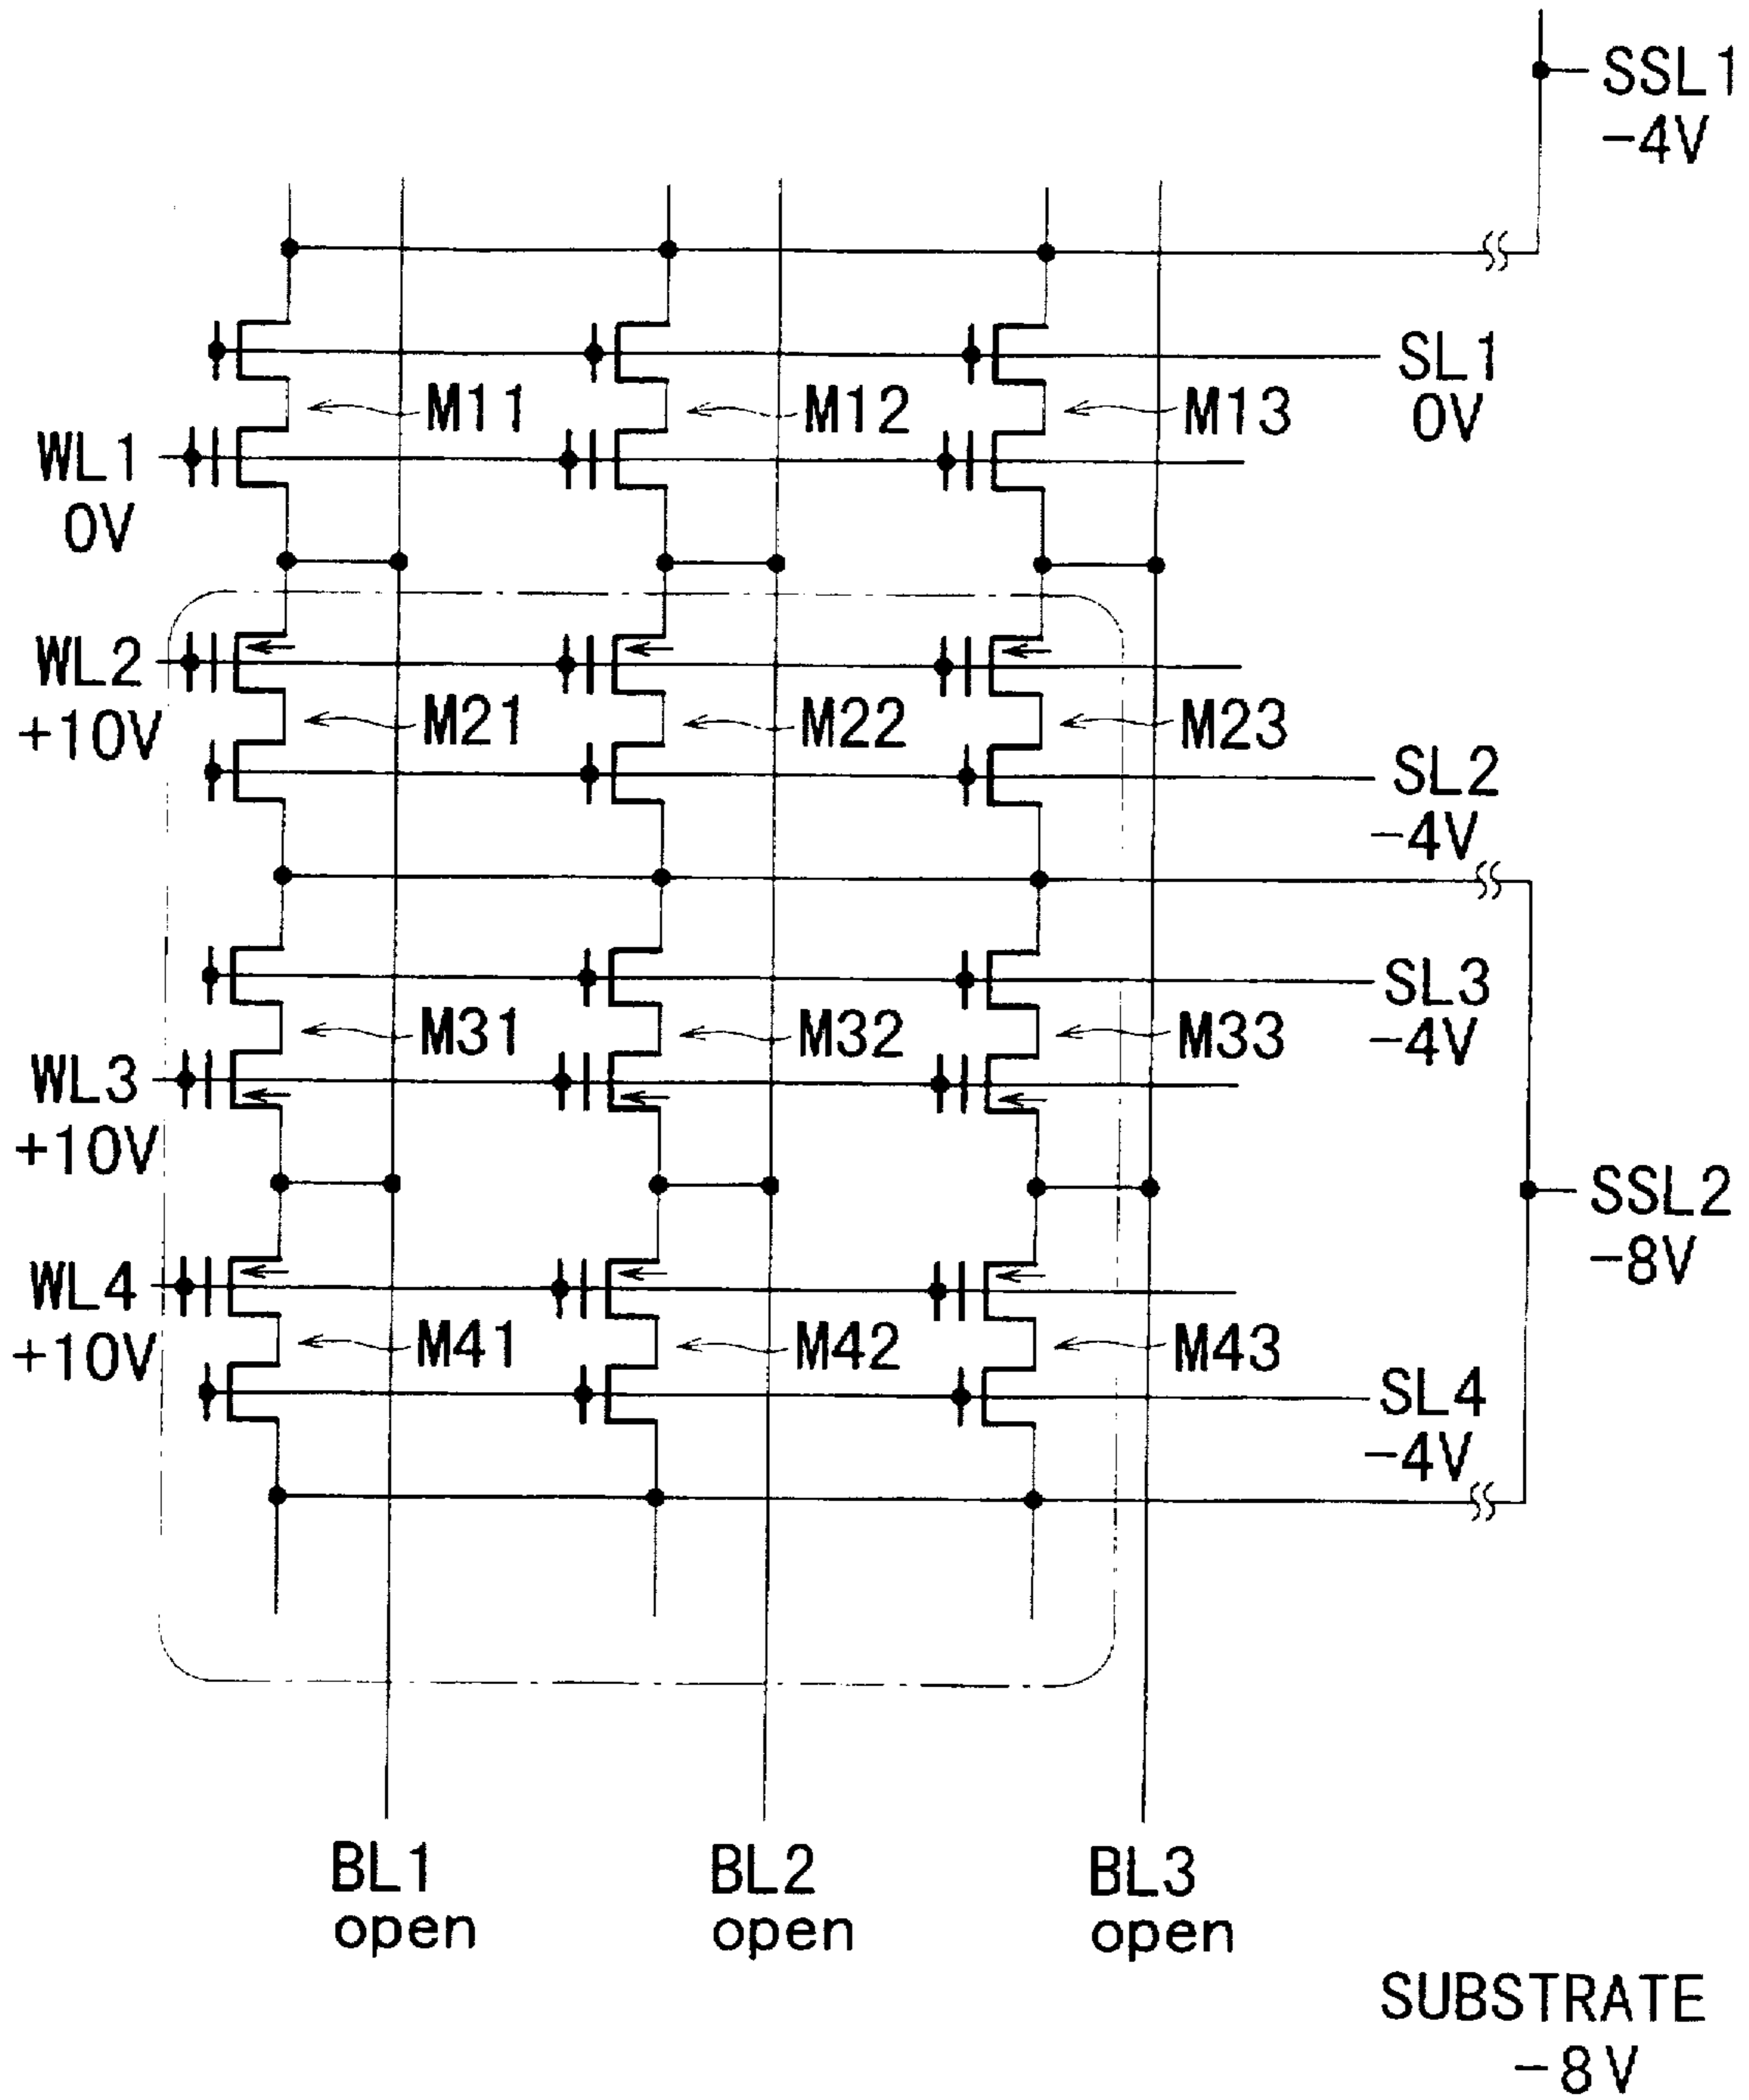 SSL1
-4V
SL1
0V
M11
M12
M13
WL1
0V
WL2
+10V
M21
M22
M23
SL2
-4V
SL3
-4V
M31
M32
M33
WL3
+10V
SSL2
-8V
WL4
+10V
M41
M42
M43
SL4
-4V
BL1
open
BL2
open
BL3
open
SUBSTRATE
-8V